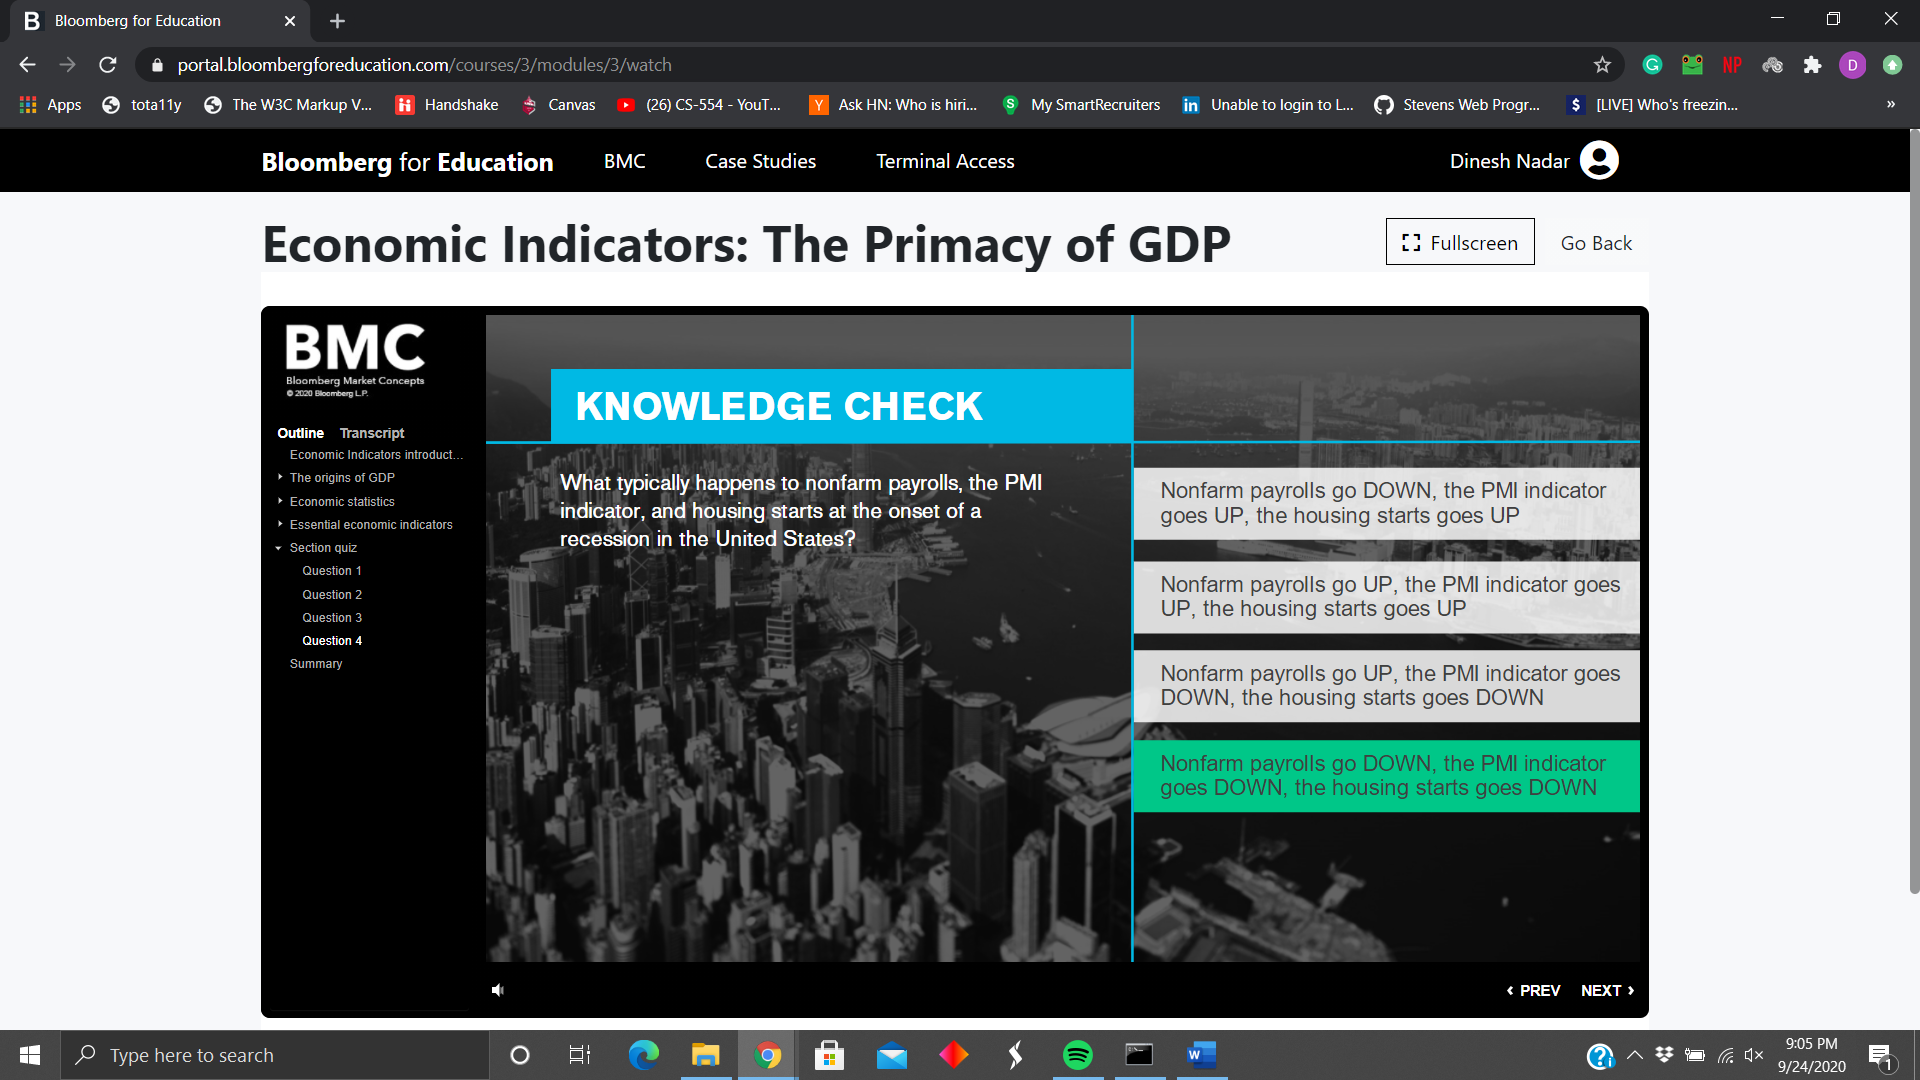 B Bloomberg for Education
portal.bloombergforeducation.com/courses/3/modules/3/watch
NP
D
Apps tota11y The W3C Markup V... Handshake Canvas (26) CS-554 - YouT... Ask HN: Who is hiri... My SmartRecruiters Unable to login to L... Stevens Web Progr... [LIVE] Who's freezin... »
Bloomberg for Education BMC Case Studies Terminal Access Dinesh Nadar
Economic Indicators: The Primacy of GDP
Fullscreen Go Back
BMC
Bloomberg Market Concepts
© 2020 Bloomberg L.P.
Outline Transcript
Economic Indicators introduct...
The origins of GDP
Economic statistics
Essential economic indicators
Section quiz
Question 1
Question 2
Question 3
Question 4
Summary
KNOWLEDGE CHECK
What typically happens to nonfarm payrolls, the PMI
indicator, and housing starts at the onset of a
recession in the United States?
Nonfarm payrolls go DOWN, the PMI indicator
goes UP, the housing starts goes UP
Nonfarm payrolls go UP, the PMI indicator goes
UP, the housing starts goes UP
Nonfarm payrolls go UP, the PMI indicator goes
DOWN, the housing starts goes DOWN
Nonfarm payrolls go DOWN, the PMI indicator
goes DOWN, the housing starts goes DOWN
PREV NEXT
Type here to search
9:05 PM
9/24/2020
1